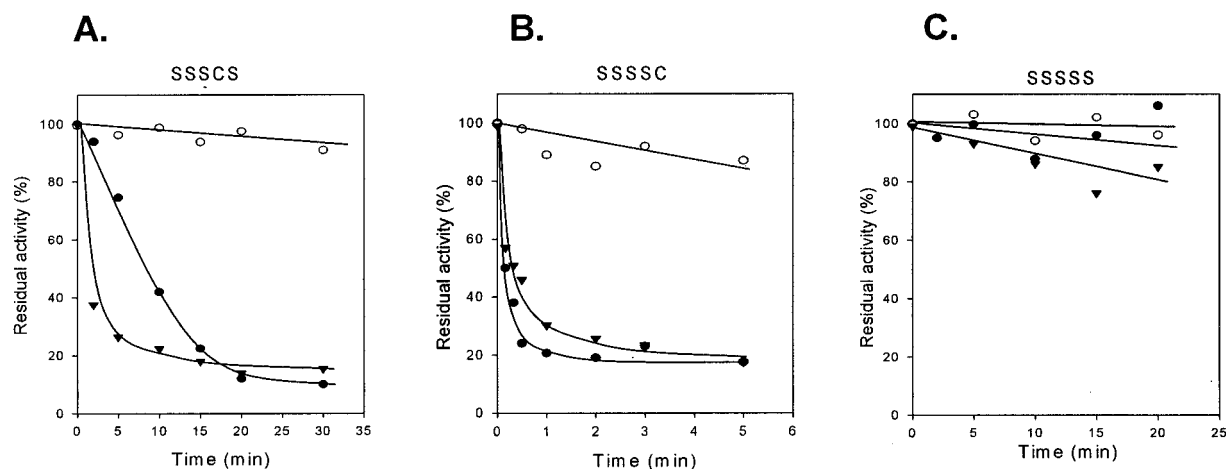 A.
SSSCS
Residual activity (%)
100
80
60
40
20
0
0 5 10 15 20 25 30 35
Time (min)
B.
SSSSC
Residual activity (%)
100
80
60
40
20
0
0 1 2 3 4 5 6
Time (min)
C.
SSSSS
Residual activity (%)
100
80
60
40
20
0
0 5 10 15 20 25
Time (min)